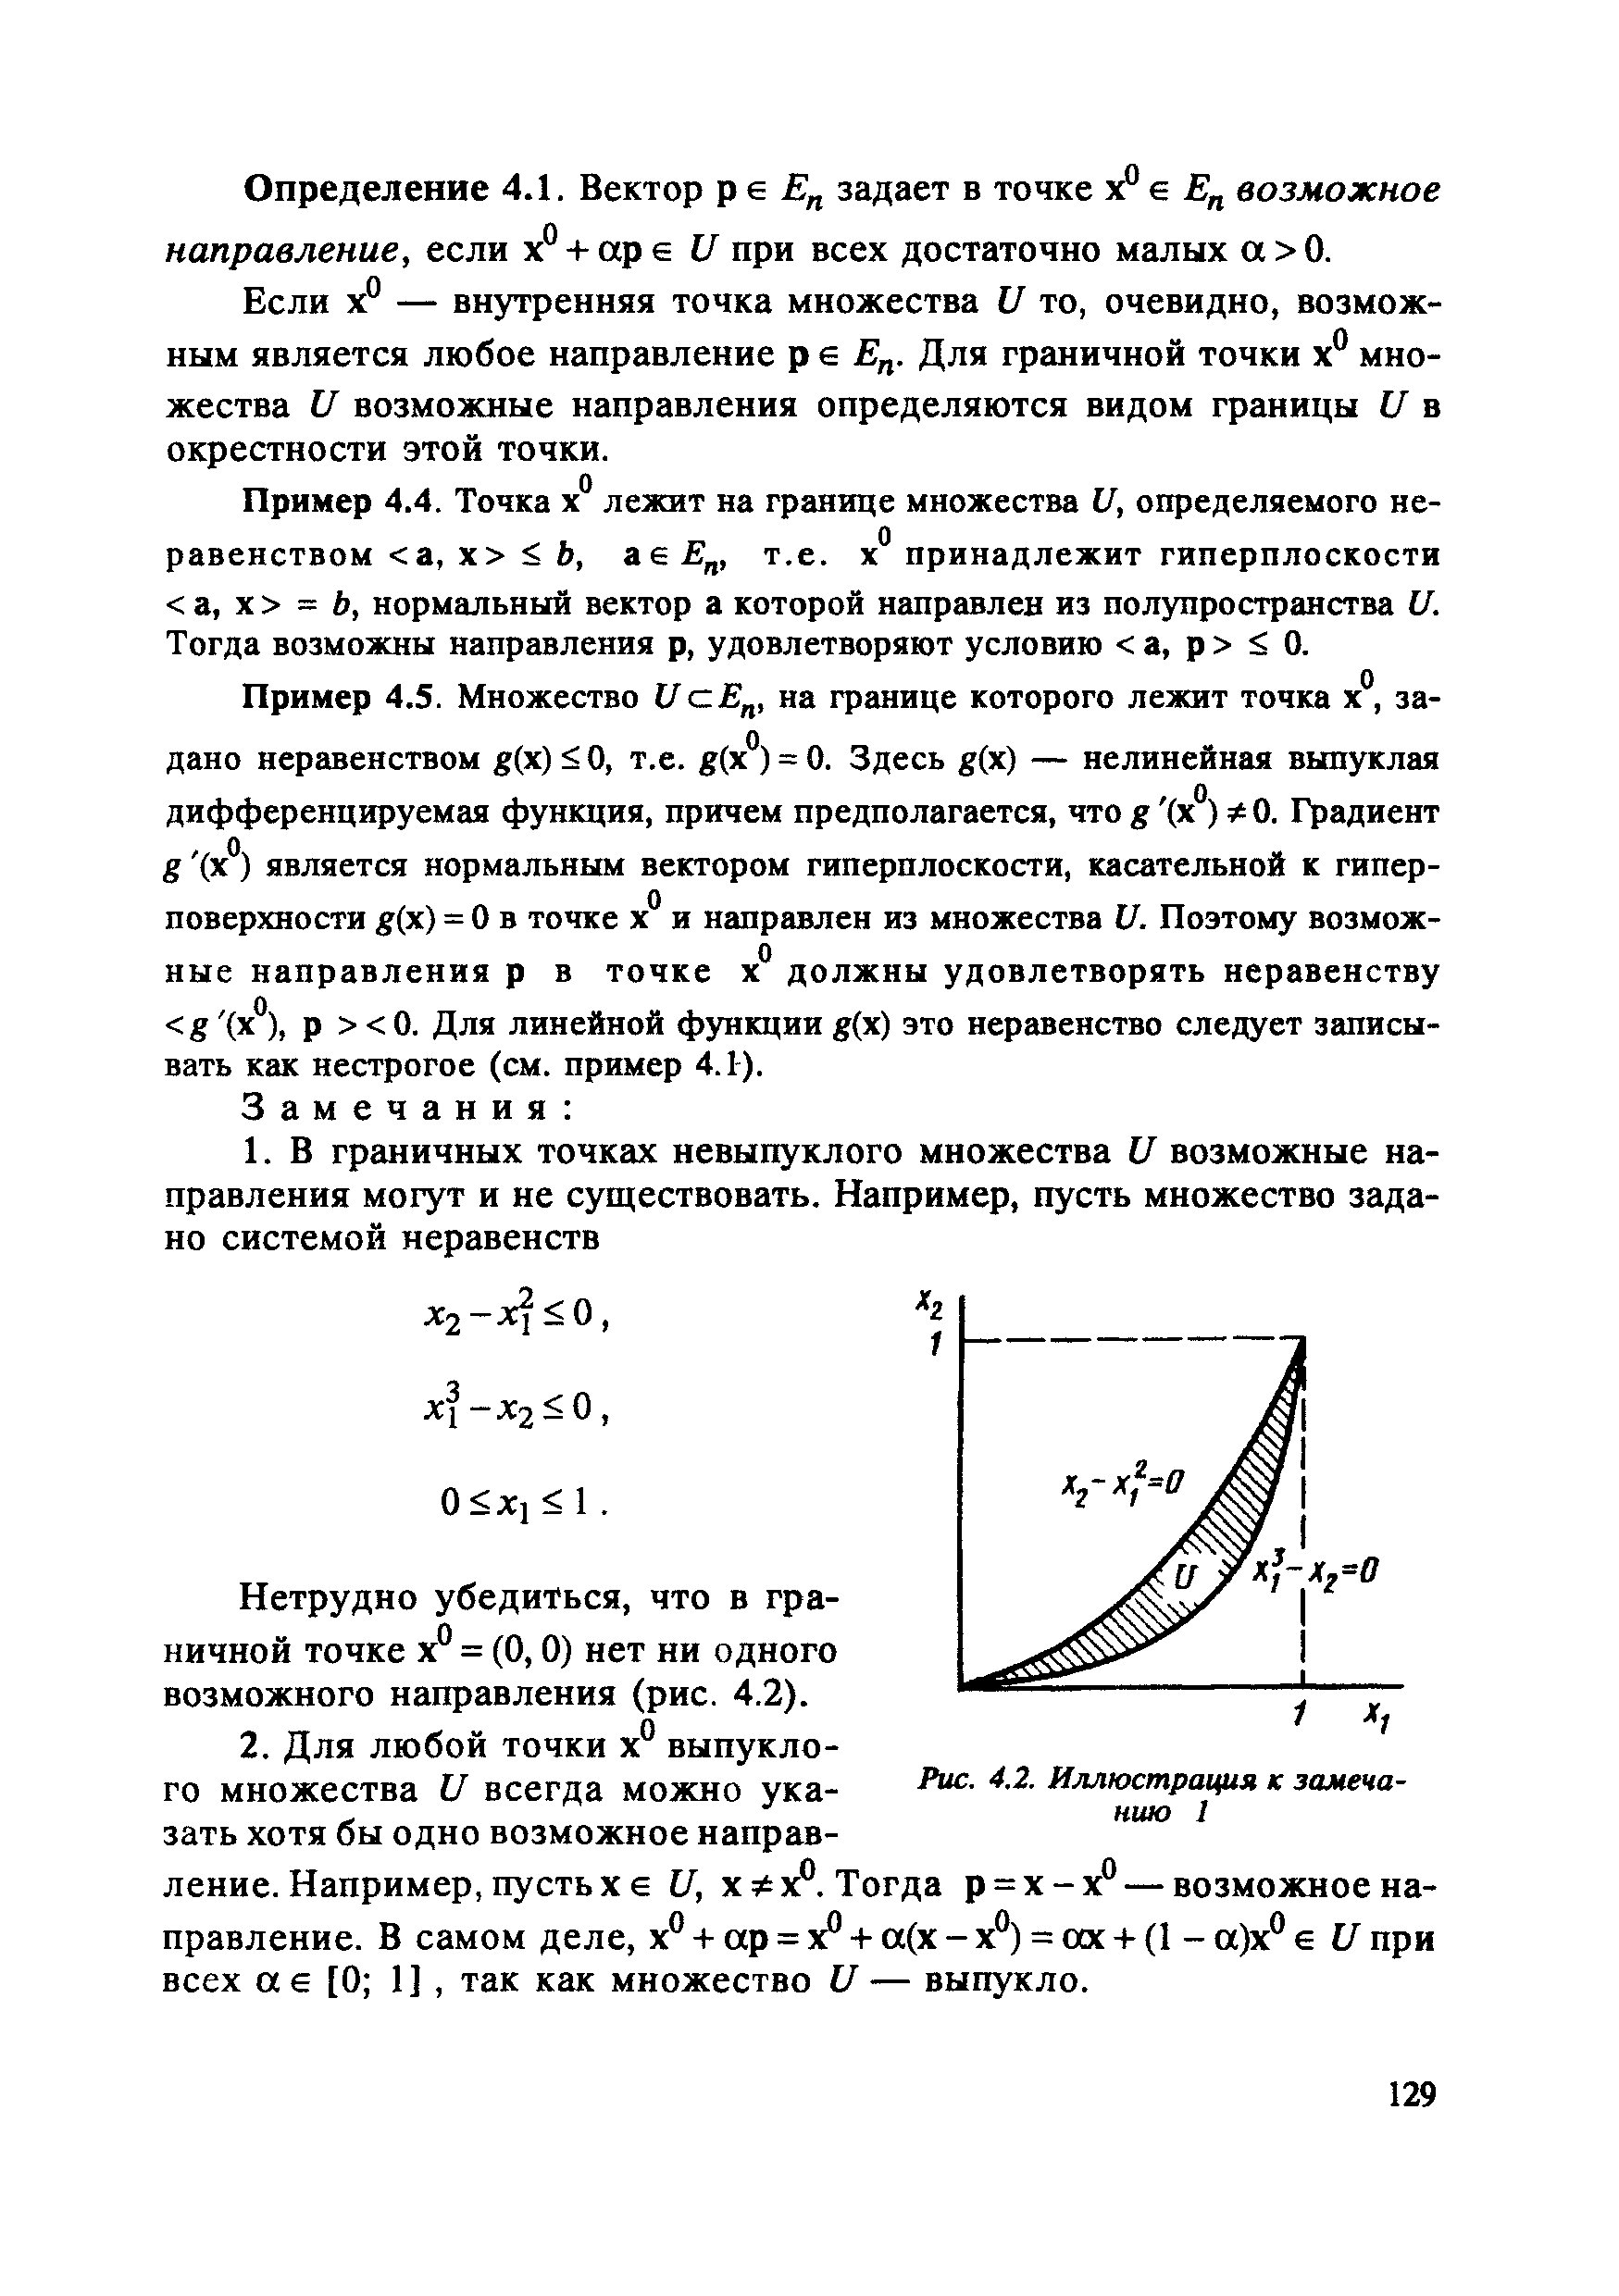 Определение 4.1. Вектор p ∈ Eₙ задает в точке x⁰ ∈ Eₙ возможное
направление, если x⁰ + αp ∈ U при всех достаточно малых α > 0.
Если x⁰ — внутренняя точка множества U то, очевидно, возмож-
ным является любое направление p ∈ Eₙ. Для граничной точки x⁰ мно-
жества U возможные направления определяются видом границы U в
окрестности этой точки.
Пример 4.4. Точка x⁰ лежит на границе множества U, определяемого не-
равенством <a, x> ≤ b, a ∈ Eₙ, т.е. x⁰ принадлежит гиперплоскости
<a, x> = b, нормальный вектор a которой направлен из полупространства U.
Тогда возможны направления p, удовлетворяют условию <a, p> ≤ 0.
Пример 4.5. Множество U ⊂ Eₙ, на границе которого лежит точка x⁰, за-
дано неравенством g(x) ≤ 0, т.е. g(x⁰) = 0. Здесь g(x) — нелинейная выпуклая
дифференцируемая функция, причем предполагается, что g′(x⁰) ≠ 0. Градиент
g′(x⁰) является нормальным вектором гиперплоскости, касательной к гипер-
поверхности g(x) = 0 в точке x⁰ и направлен из множества U. Поэтому возмож-
ные направления p в точке x⁰ должны удовлетворять неравенству
<g′(x⁰), p > < 0. Для линейной функции g(x) это неравенство следует записы-
вать как нестрогое (см. пример 4.1).
Замечания:
1. В граничных точках невыпуклого множества U возможные на-
правления могут и не существовать. Например, пусть множество зада-
но системой неравенств
x₂ − x₁² ≤ 0,
x₁³ − x₂ ≤ 0,
0 ≤ x₁ ≤ 1.
Нетрудно убедиться, что в гра-
ничной точке x⁰ = (0, 0) нет ни одного
возможного направления (рис. 4.2).
2. Для любой точки x⁰ выпукло-
го множества U всегда можно ука-
зать хотя бы одно возможное направ-
x₂
1
x₂ − x₁² = 0
U
x₁³ − x₂ = 0
1 x₁
Рис. 4.2. Иллюстрация к замеча-
нию 1
ление. Например, пусть x ∈ U, x ≠ x⁰. Тогда p = x − x⁰ — возможное на-
правление. В самом деле, x⁰ + αp = x⁰ + α(x − x⁰) = αx + (1 − α)x⁰ ∈ U при
всех α ∈ [0; 1] , так как множество U — выпукло.
129